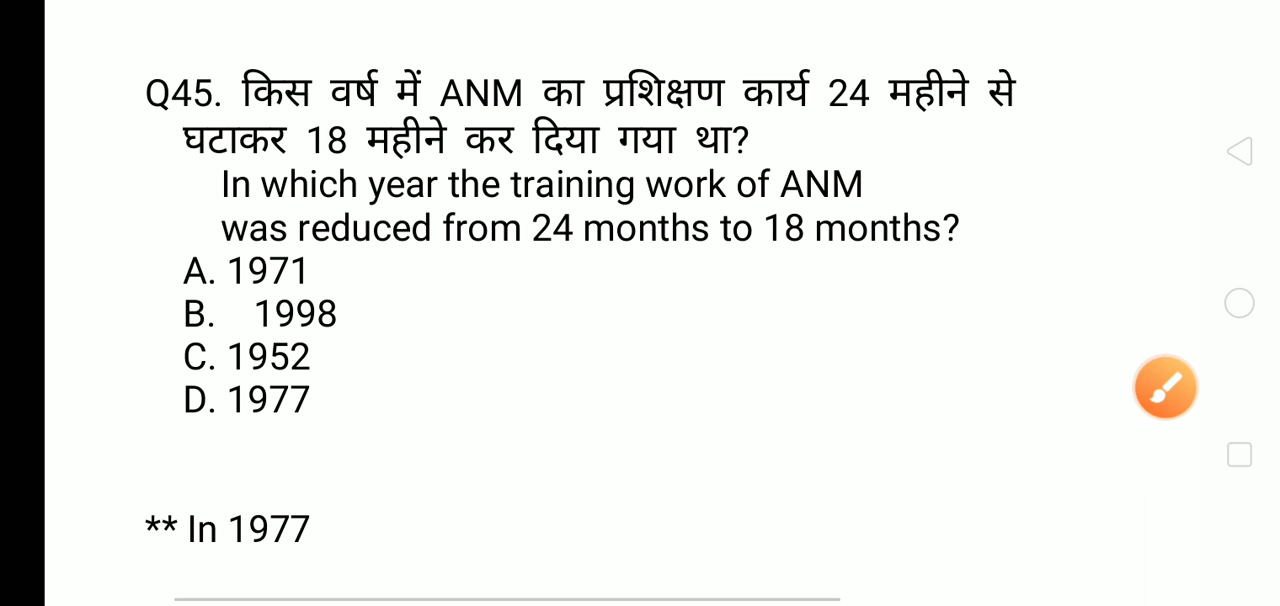 Q45. किस वर्ष में ANM का प्रशिक्षण कार्य 24 महीने से
घटाकर 18 महीने कर दिया गया था?
In which year the training work of ANM
was reduced from 24 months to 18 months?
A. 1971
B. 1998
C. 1952
D. 1977
** In 1977